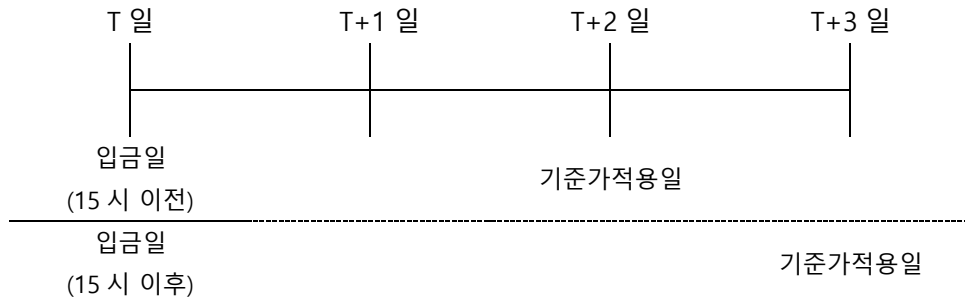 T 일 T+1 일 T+2 일 T+3 일
입금일
(15 시 이전)
기준가적용일
입금일
(15 시 이후)
기준가적용일